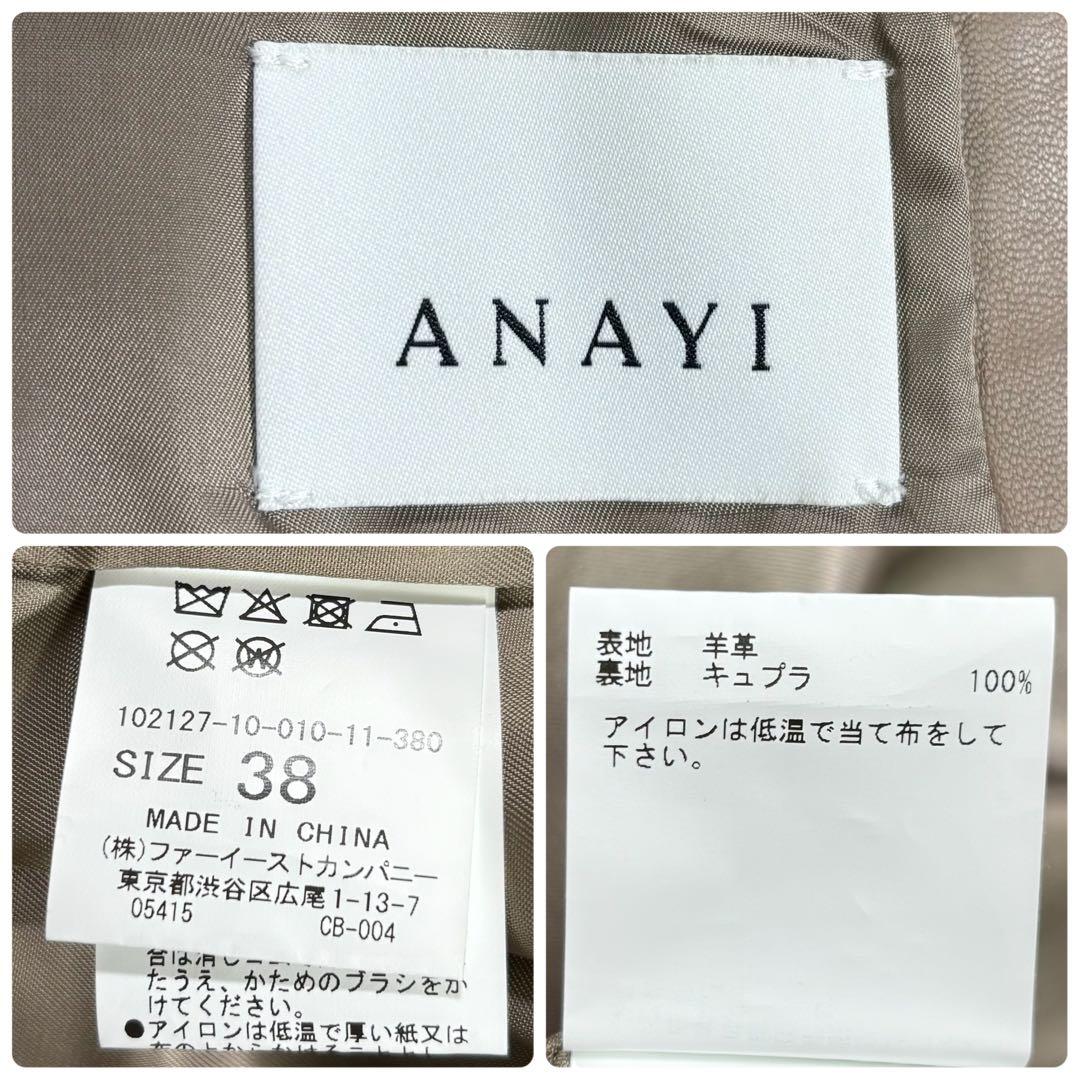 ANAYI
102127-10-010-11-380
SIZE 38
MADE IN CHINA
(株)ファーイーストカンパニー
東京都渋谷区広尾1-13-7
05415 CB-004
たうえ、かためのブラシをか
けてください。
●アイロンは低温で厚い紙又は
表地 羊革
裏地 キュプラ 100%
アイロンは低温で当て布をして
下さい。